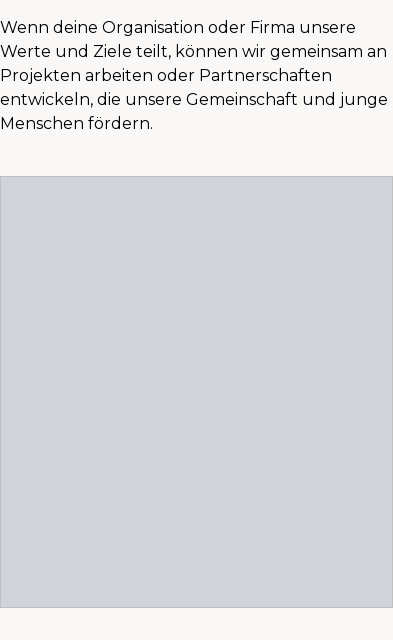 Wenn deine Organisation oder Firma unsere
Werte und Ziele teilt, können wir gemeinsam an
Projekten arbeiten oder Partnerschaften
entwickeln, die unsere Gemeinschaft und junge
Menschen fördern.